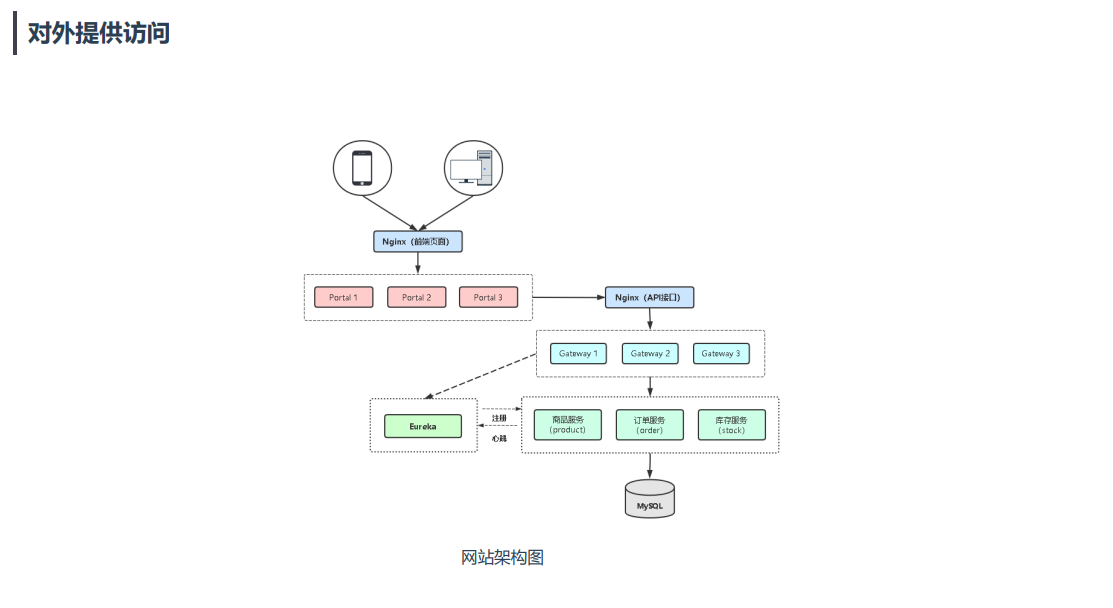 对外提供访问
Nginx（前端页面）
Portal 1
Portal 2
Portal 3
Nginx（API接口）
Gateway 1
Gateway 2
Gateway 3
Eureka
注册
心跳
商品服务
(product)
订单服务
(order)
库存服务
(stock)
MySQL
网站架构图